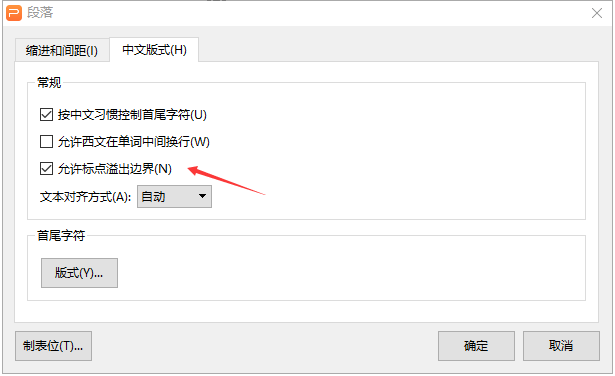 段落
缩进和间距(I)
中文版式(H)
常规
按中文习惯控制首尾字符(U)
允许西文在单词中间换行(W)
允许标点溢出边界(N)
文本对齐方式(A): 自动
首尾字符
版式(Y)...
制表位(T)... 确定 取消